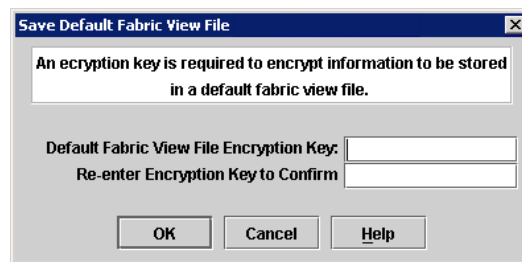 Save Default Fabric View File
An ecryption key is required to encrypt information to be stored
in a default fabric view file.
Default Fabric View File Encryption Key:
Re-enter Encryption Key to Confirm
OK Cancel Help